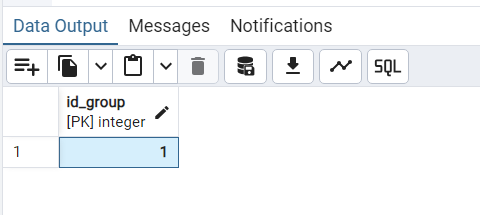 Data Output Messages Notifications
SQL
id_group
[PK] integer
1 1